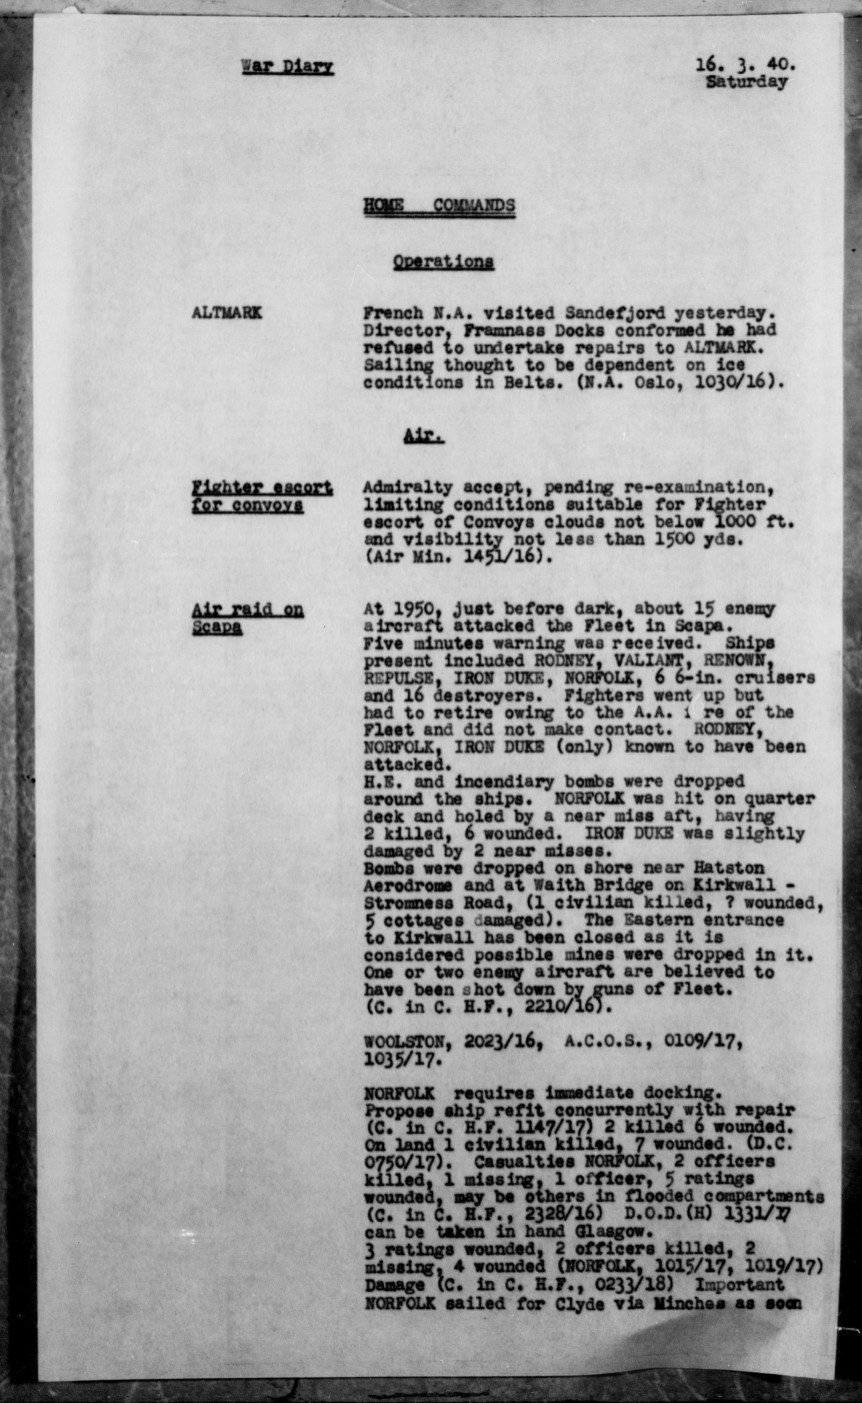 War Diary
16. 3. 40.
Saturday
HOME COMMANDS
Operations
ALTMARK
French N.A. visited Sandefjord yesterday.
Director, Framnass Docks conformed he had
refused to undertake repairs to ALTMARK.
Sailing thought to be dependent on ice
conditions in Belts. (N.A. Oslo, 1030/16).
Air.
Fighter escort
for convoys
Admiralty accept, pending re-examination,
limiting conditions suitable for Fighter
escort of Convoys clouds not below 1000 ft.
and visibility not less than 1500 yds.
(Air Min. 1451/16).
Air raid on
Scapa
At 1950, just before dark, about 15 enemy
aircraft attacked the Fleet in Scapa.
Five minutes warning was received. Ships
present included RODNEY, VALIANT, RENOWN,
REPULSE, IRON DUKE, NORFOLK, 6 6-in. cruisers
and 16 destroyers. Fighters went up but
had to retire owing to the A.A. i re of the
Fleet and did not make contact. RODNEY,
NORFOLK, IRON DUKE (only) known to have been
attacked.
H.E. and incendiary bombs were dropped
around the ships. NORFOLK was hit on quarter
deck and holed by a near miss aft, having
2 killed, 6 wounded. IRON DUKE was slightly
damaged by 2 near misses.
Bombs were dropped on shore near Hatston
Aerodrome and at Waith Bridge on Kirkwall -
Stromness Road, (1 civilian killed, 7 wounded,
5 cottages damaged). The Eastern entrance
to Kirkwall has been closed as it is
considered possible mines were dropped in it.
One or two enemy aircraft are believed to
have been shot down by guns of Fleet.
(C. in C. H.F., 2210/16).
WOOLSTON, 2023/16, A.C.O.S., 0109/17,
1035/17.
NORFOLK requires immediate docking.
Propose ship refit concurrently with repair
(C. in C. H.F. 1147/17) 2 killed 6 wounded.
On land 1 civilian killed, 7 wounded. (D.C.
0750/17). Casualties NORFOLK, 2 officers
killed, 1 missing, 1 officer, 5 ratings
wounded, may be others in flooded compartments
(C. in C. H.F., 2328/16) D.O.D.(H) 1331/17
can be taken in hand Glasgow.
3 ratings wounded, 2 officers killed, 2
missing, 4 wounded (NORFOLK, 1015/17, 1019/17)
Damage (C. in C. H.F., 0233/18) Important
NORFOLK sailed for Clyde via Minches as soon